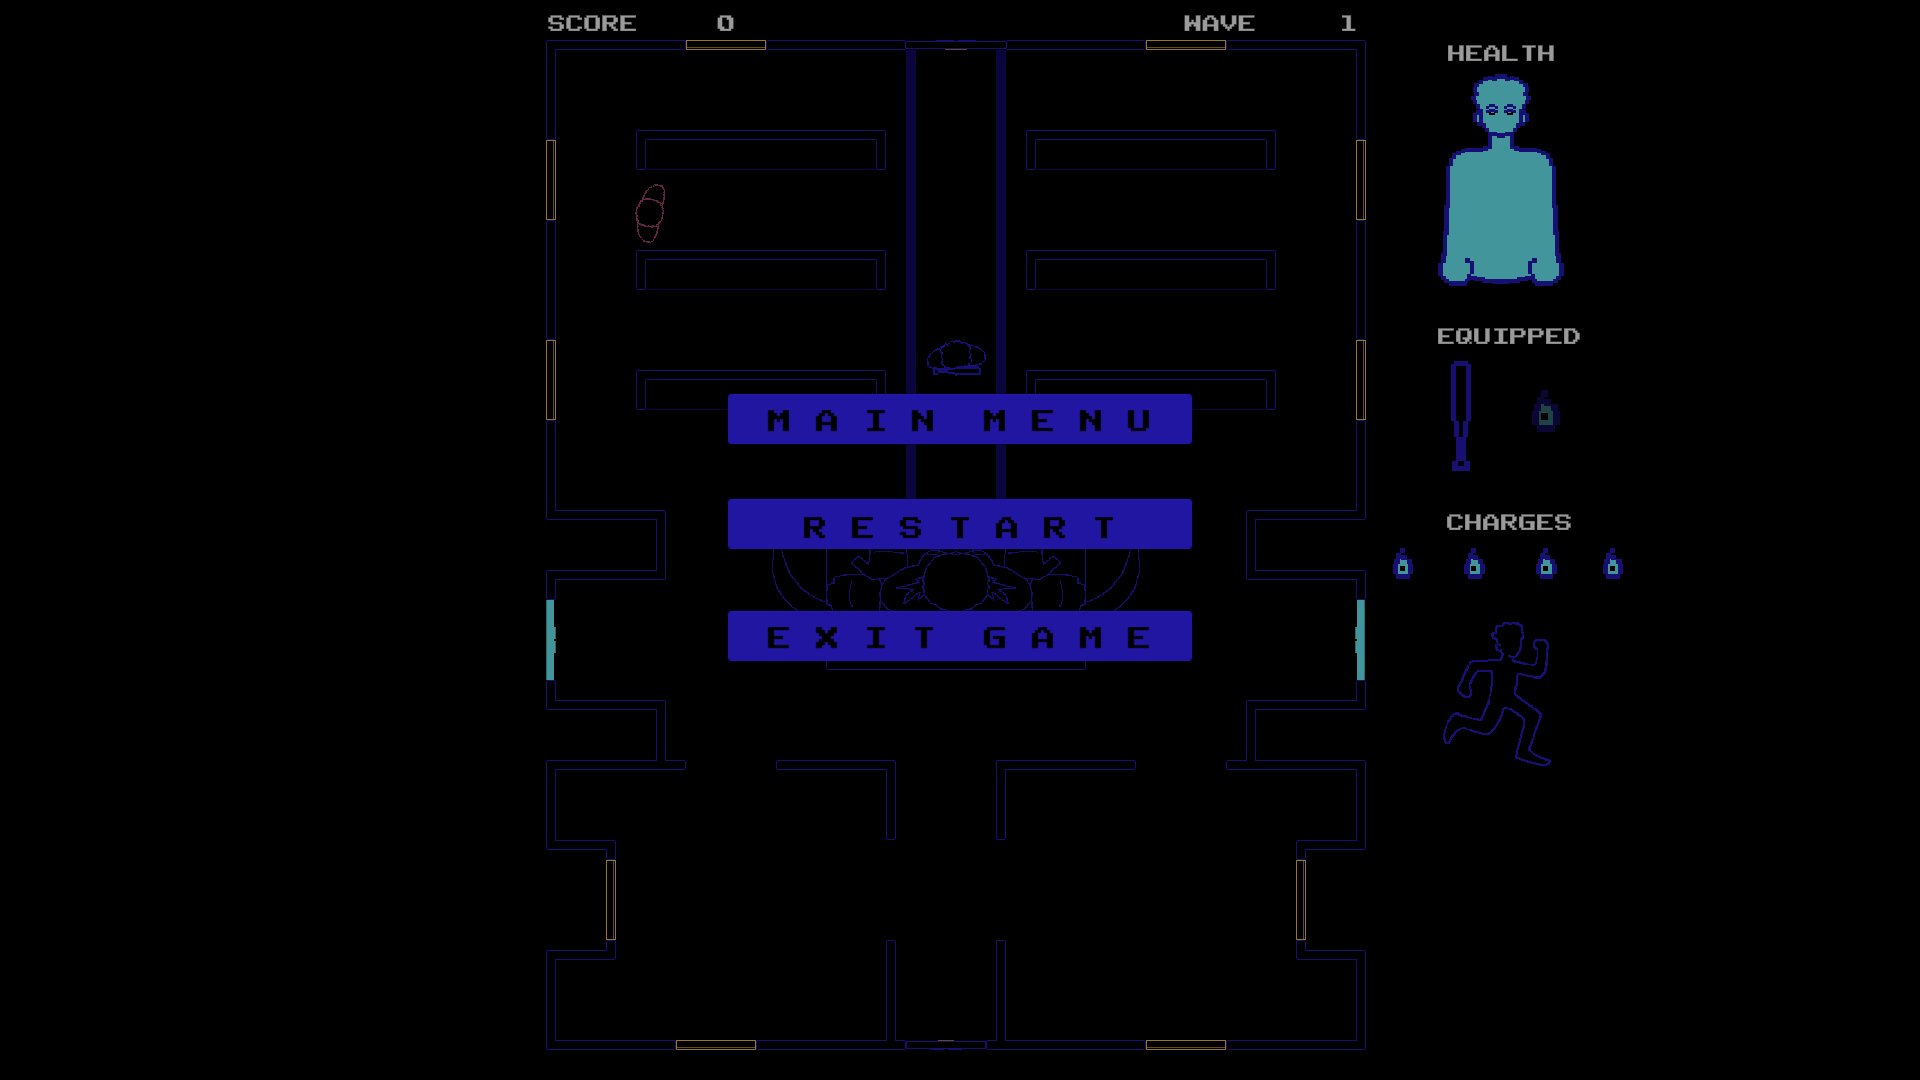 SCORE 0 WAVE 1
HEALTH
EQUIPPED
MAIN MENU
RESTART
CHARGES
EXIT GAME